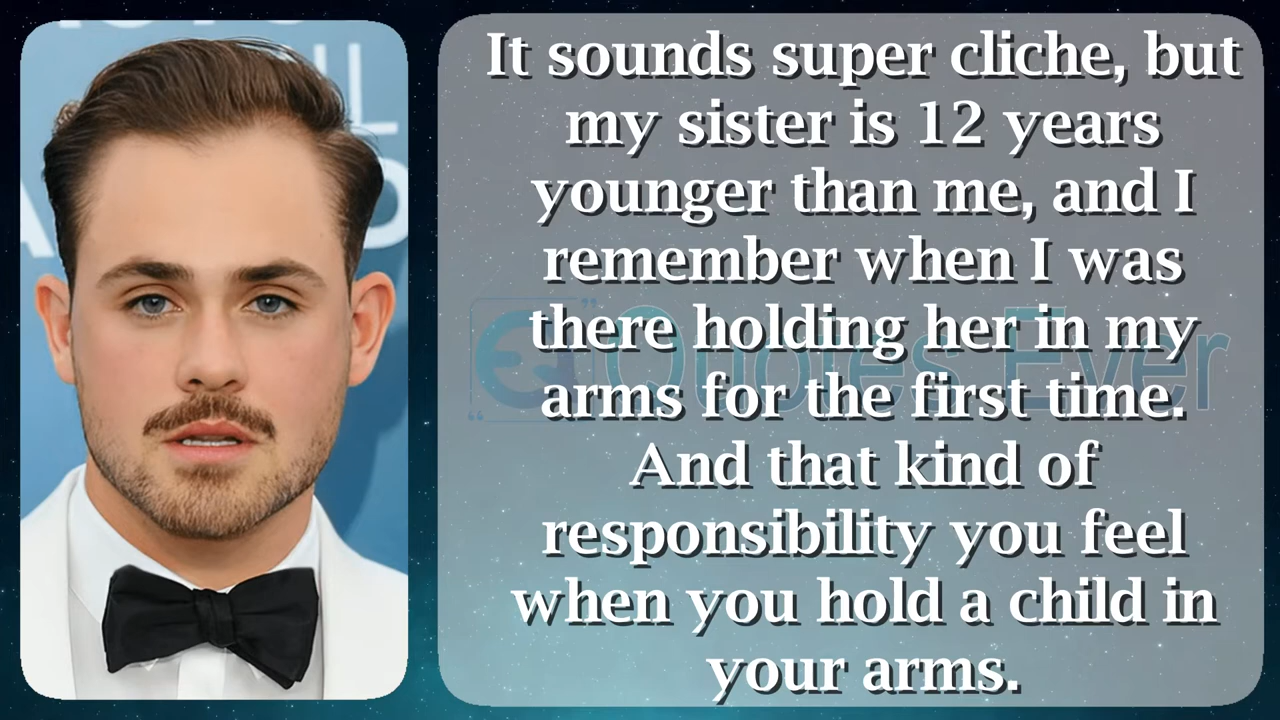 It sounds super cliche, but
my sister is 12 years
younger than me, and I
remember when I was
there holding her in my
arms for the first time.
And that kind of
responsibility you feel
when you hold a child in
your arms.
Quotes Ever